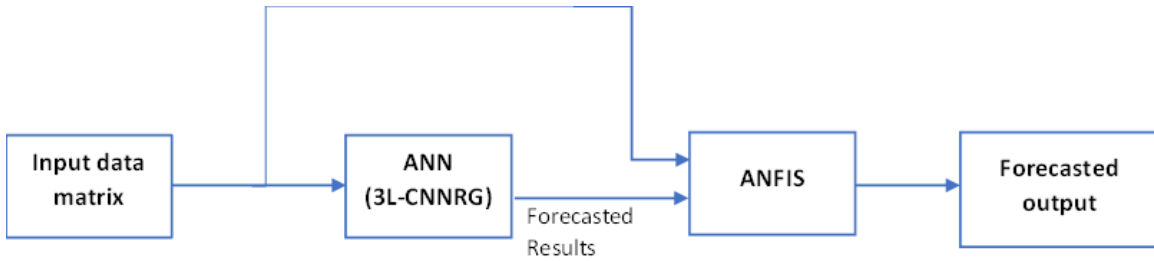 Input data
matrix
ANN
(3L-CNNRG)
Forecasted
Results
ANFIS
Forecasted
output